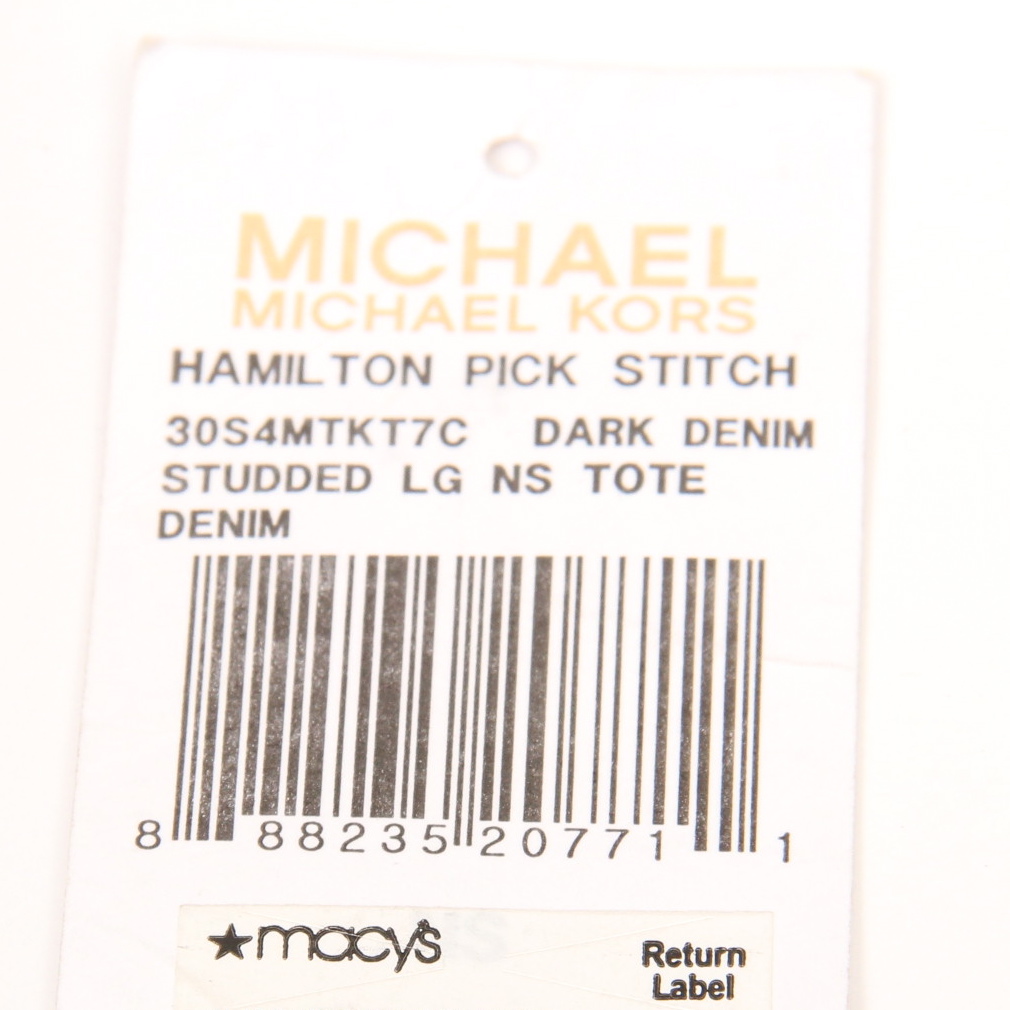 MICHAEL
MICHAEL KORS
HAMILTON PICK STITCH
30S4MTKT7C DARK DENIM
STUDDED LG NS TOTE
DENIM
8 88235 20771 1
macy's
Return
Label